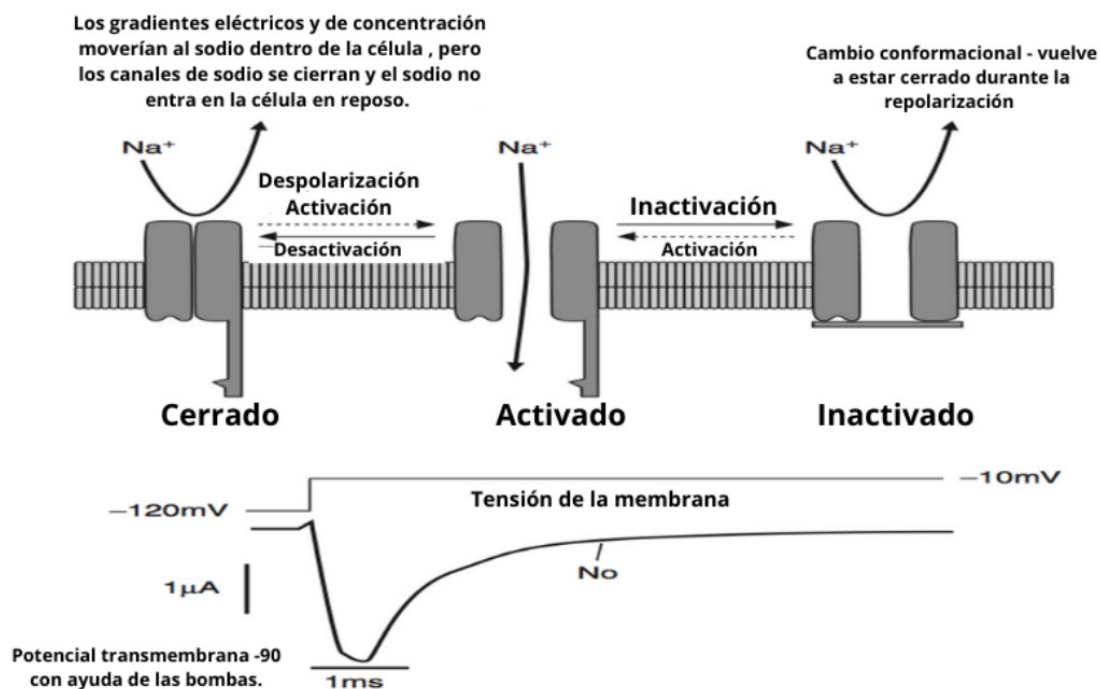 Los gradientes eléctricos y de concentración
moverían al sodio dentro de la célula , pero
los canales de sodio se cierran y el sodio no
entra en la célula en reposo.
Cambio conformacional - vuelve
a estar cerrado durante la
repolarización
Na⁺
Na⁺
Na⁺
Despolarización
Activación
Desactivación
Inactivación
Activación
Cerrado
Activado
Inactivado
−120mV
Tensión de la membrana
−10mV
1μA
No
Potencial transmembrana -90
con ayuda de las bombas.
1ms